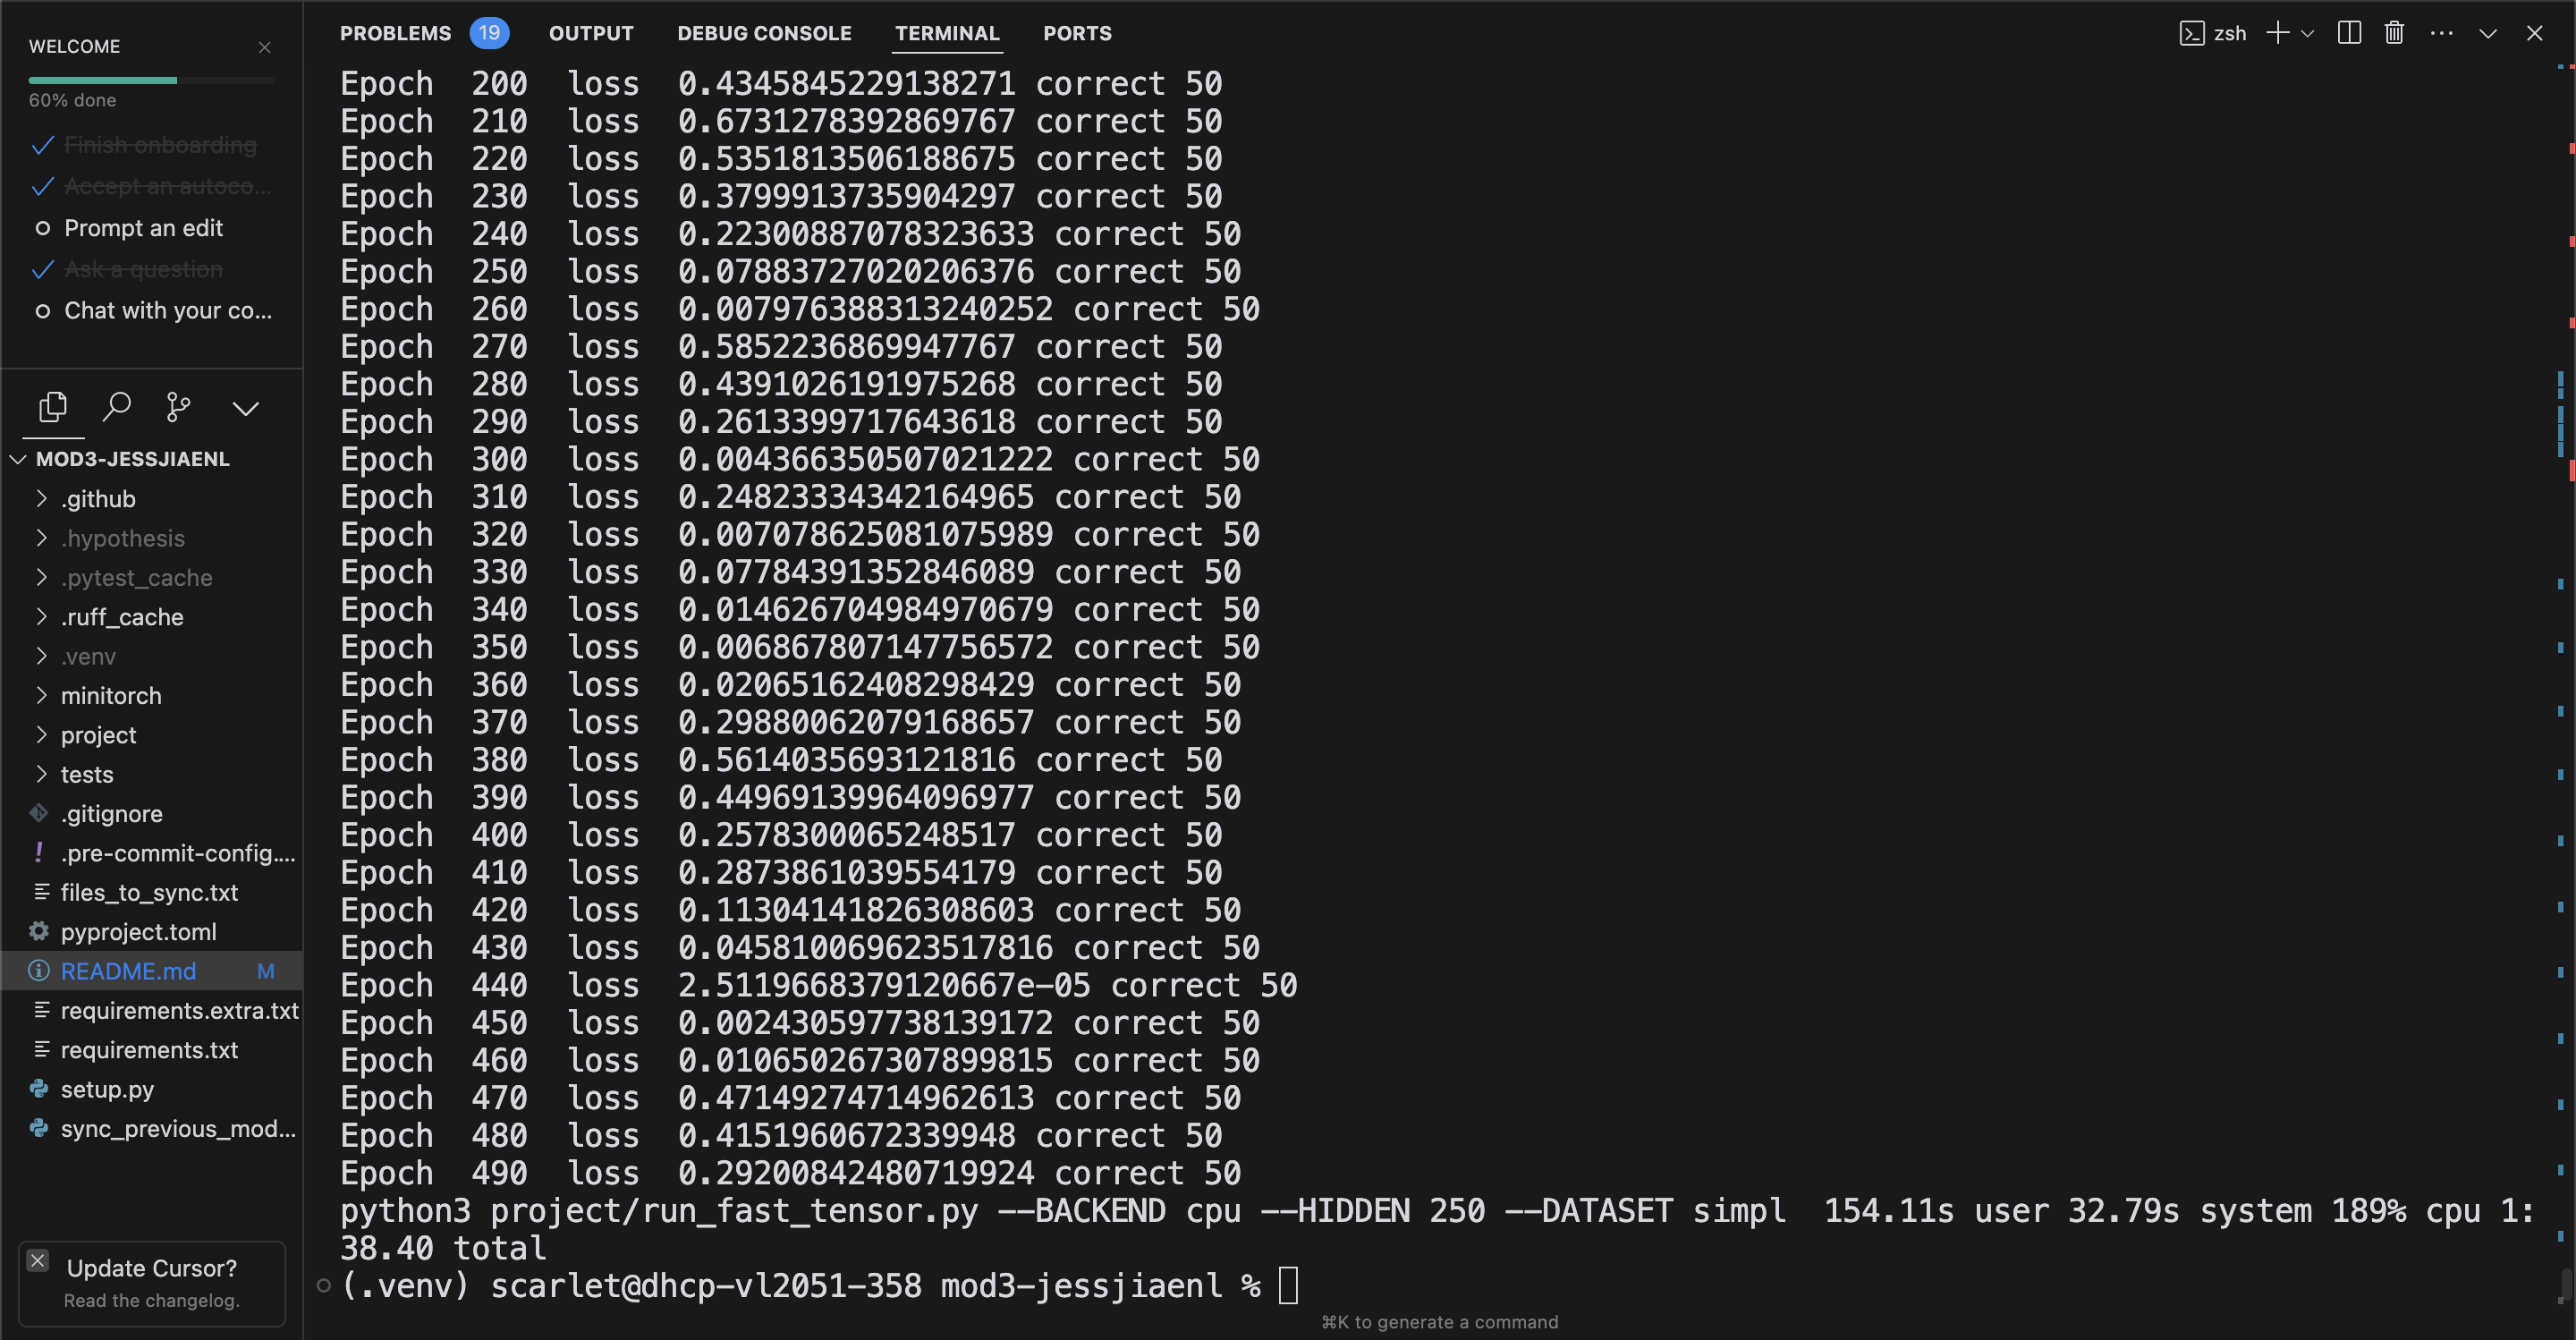 WELCOME
60% done
Finish onboarding
Accept an autoco...
Prompt an edit
Ask a question
Chat with your co...
MOD3-JESSJIAENL
.github
.hypothesis
.pytest_cache
.ruff_cache
.venv
minitorch
project
tests
.gitignore
! .pre-commit-config....
files_to_sync.txt
pyproject.toml
README.md M
requirements.extra.txt
requirements.txt
setup.py
sync_previous_mod...
Update Cursor?
Read the changelog.
PROBLEMS 19 OUTPUT DEBUG CONSOLE TERMINAL PORTS
zsh
Epoch 200 loss 0.4345845229138271 correct 50
Epoch 210 loss 0.6731278392869767 correct 50
Epoch 220 loss 0.5351813506188675 correct 50
Epoch 230 loss 0.3799913735904297 correct 50
Epoch 240 loss 0.22300887078323633 correct 50
Epoch 250 loss 0.07883727020206376 correct 50
Epoch 260 loss 0.007976388313240252 correct 50
Epoch 270 loss 0.5852236869947767 correct 50
Epoch 280 loss 0.4391026191975268 correct 50
Epoch 290 loss 0.2613399717643618 correct 50
Epoch 300 loss 0.004366350507021222 correct 50
Epoch 310 loss 0.24823334342164965 correct 50
Epoch 320 loss 0.007078625081075989 correct 50
Epoch 330 loss 0.07784391352846089 correct 50
Epoch 340 loss 0.014626704984970679 correct 50
Epoch 350 loss 0.006867807147756572 correct 50
Epoch 360 loss 0.02065162408298429 correct 50
Epoch 370 loss 0.29880062079168657 correct 50
Epoch 380 loss 0.5614035693121816 correct 50
Epoch 390 loss 0.44969139964096977 correct 50
Epoch 400 loss 0.2578300065248517 correct 50
Epoch 410 loss 0.2873861039554179 correct 50
Epoch 420 loss 0.11304141826308603 correct 50
Epoch 430 loss 0.045810069623517816 correct 50
Epoch 440 loss 2.5119668379120667e-05 correct 50
Epoch 450 loss 0.002430597738139172 correct 50
Epoch 460 loss 0.010650267307899815 correct 50
Epoch 470 loss 0.47149274714962613 correct 50
Epoch 480 loss 0.4151960672339948 correct 50
Epoch 490 loss 0.29200842480719924 correct 50
python3 project/run_fast_tensor.py --BACKEND cpu --HIDDEN 250 --DATASET simpl 154.11s user 32.79s system 189% cpu 1:
38.40 total
(.venv) scarlet@dhcp-vl2051-358 mod3-jessjiaenl %
⌘K to generate a command